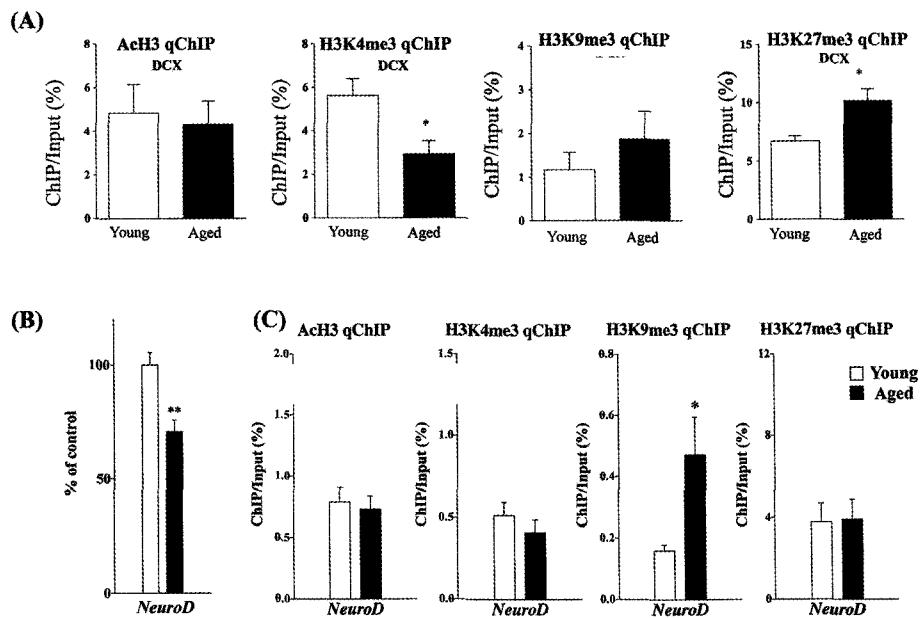 (A)
AcH3 qChIP
DCX
ChIP/Input (%)
8
6
4
2
0
Young
Aged
H3K4me3 qChIP
DCX
ChIP/Input (%)
8
6
4
2
0
*
Young
Aged
H3K9me3 qChIP
ChIP/Input (%)
4
3
2
1
0
Young
Aged
H3K27me3 qChIP
DCX
ChIP/Input (%)
15
10
5
0
*
Young
Aged
(B)
% of control
100
50
0
**
NeuroD
(C)
AcH3 qChIP
ChIP/Input (%)
2.0
1.5
1.0
0.5
0.0
NeuroD
H3K4me3 qChIP
ChIP/Input (%)
1.5
1.0
0.5
0.0
NeuroD
H3K9me3 qChIP
ChIP/Input (%)
0.8
0.6
0.4
0.2
0.0
*
NeuroD
H3K27me3 qChIP
ChIP/Input (%)
12
8
4
0
NeuroD
Young
Aged